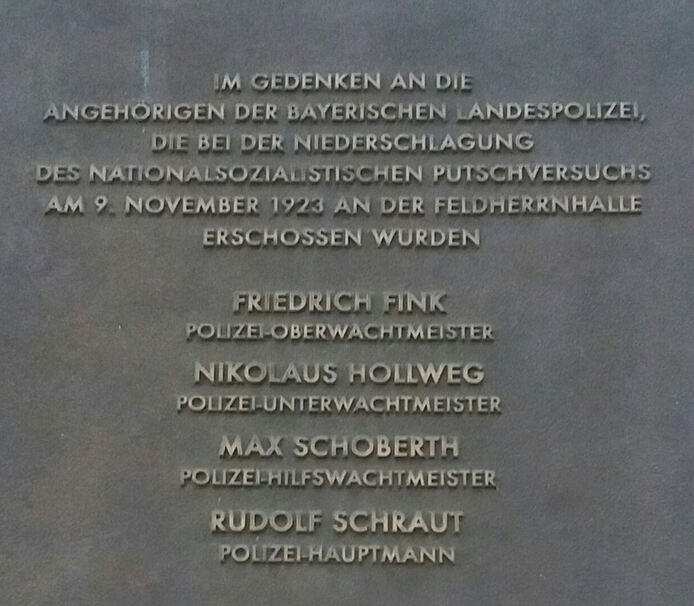 IM GEDENKEN AN DIE
ANGEHÖRIGEN DER BAYERISCHEN LANDESPOLIZEI,
DIE BEI DER NIEDERSCHLAGUNG
DES NATIONALSOZIALISTISCHEN PUTSCHVERSUCHS
AM 9. NOVEMBER 1923 AN DER FELDHERRNHALLE
ERSCHOSSEN WURDEN
FRIEDRICH FINK
POLIZEI-OBERWACHTMEISTER
NIKOLAUS HOLLWEG
POLIZEI-UNTERWACHTMEISTER
MAX SCHOBERTH
POLIZEI-HILFSWACHTMEISTER
RUDOLF SCHRAUT
POLIZEI-HAUPTMANN